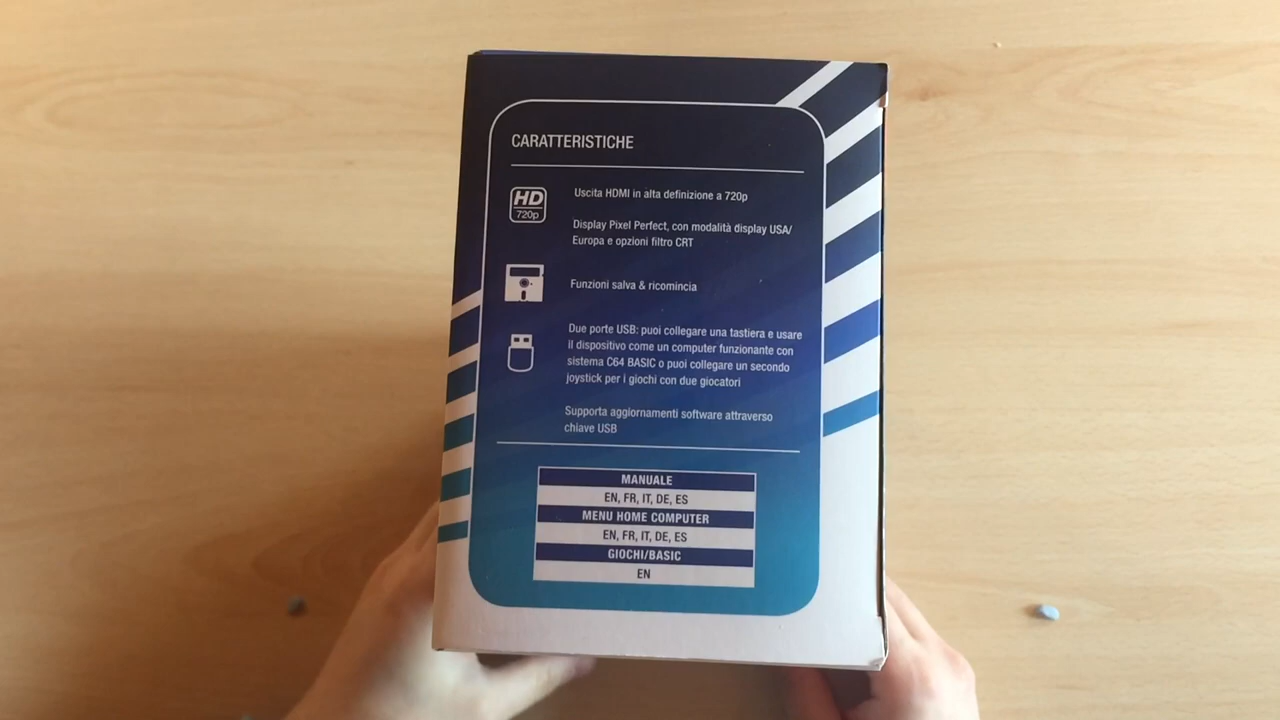 CARATTERISTICHE
HD
720p
Uscita HDMI in alta definizione a 720p
Display Pixel Perfect, con modalità display USA/
Europa e opzioni filtro CRT
Funzioni salva & ricomincia
Due porte USB: puoi collegare una tastiera e usare
il dispositivo come un computer funzionante con
sistema C64 BASIC o puoi collegare un secondo
joystick per i giochi con due giocatori
Supporta aggiornamenti software attraverso
chiave USB
MANUALE
EN, FR, IT, DE, ES
MENU HOME COMPUTER
EN, FR, IT, DE, ES
GIOCHI/BASIC
EN